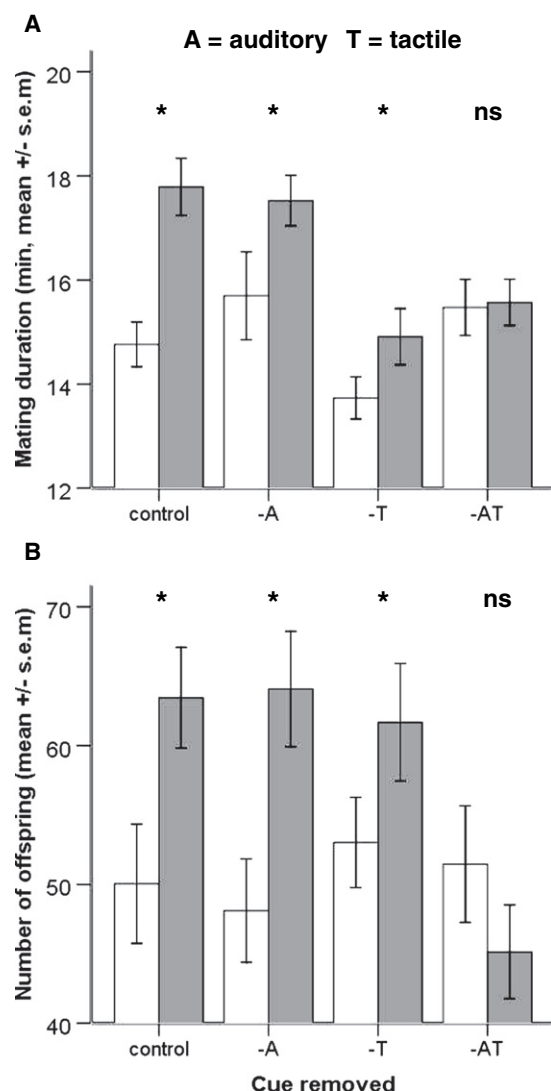 A
A = auditory T = tactile
Mating duration (min, mean +/- s.e.m)
20
18
16
14
12
* * * ns
control -A -T -AT
B
Number of offspring (mean +/- s.e.m)
70
60
50
40
* * * ns
control -A -T -AT
Cue removed